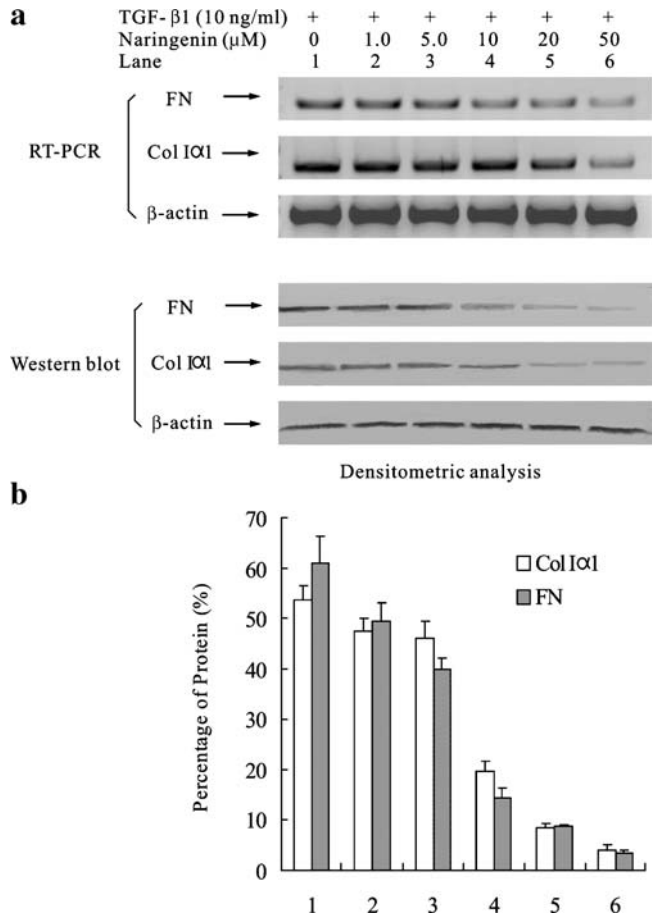 a
TGF- β1 (10 ng/ml) + + + + + +
Naringenin (μM) 0 1.0 5.0 10 20 50
Lane 1 2 3 4 5 6
RT-PCR
FN
Col Iα1
β-actin
Western blot
FN
Col Iα1
β-actin
b
Densitometric analysis
Percentage of Protein (%)
70
60
50
40
30
20
10
0
Col Iα1
FN
1 2 3 4 5 6